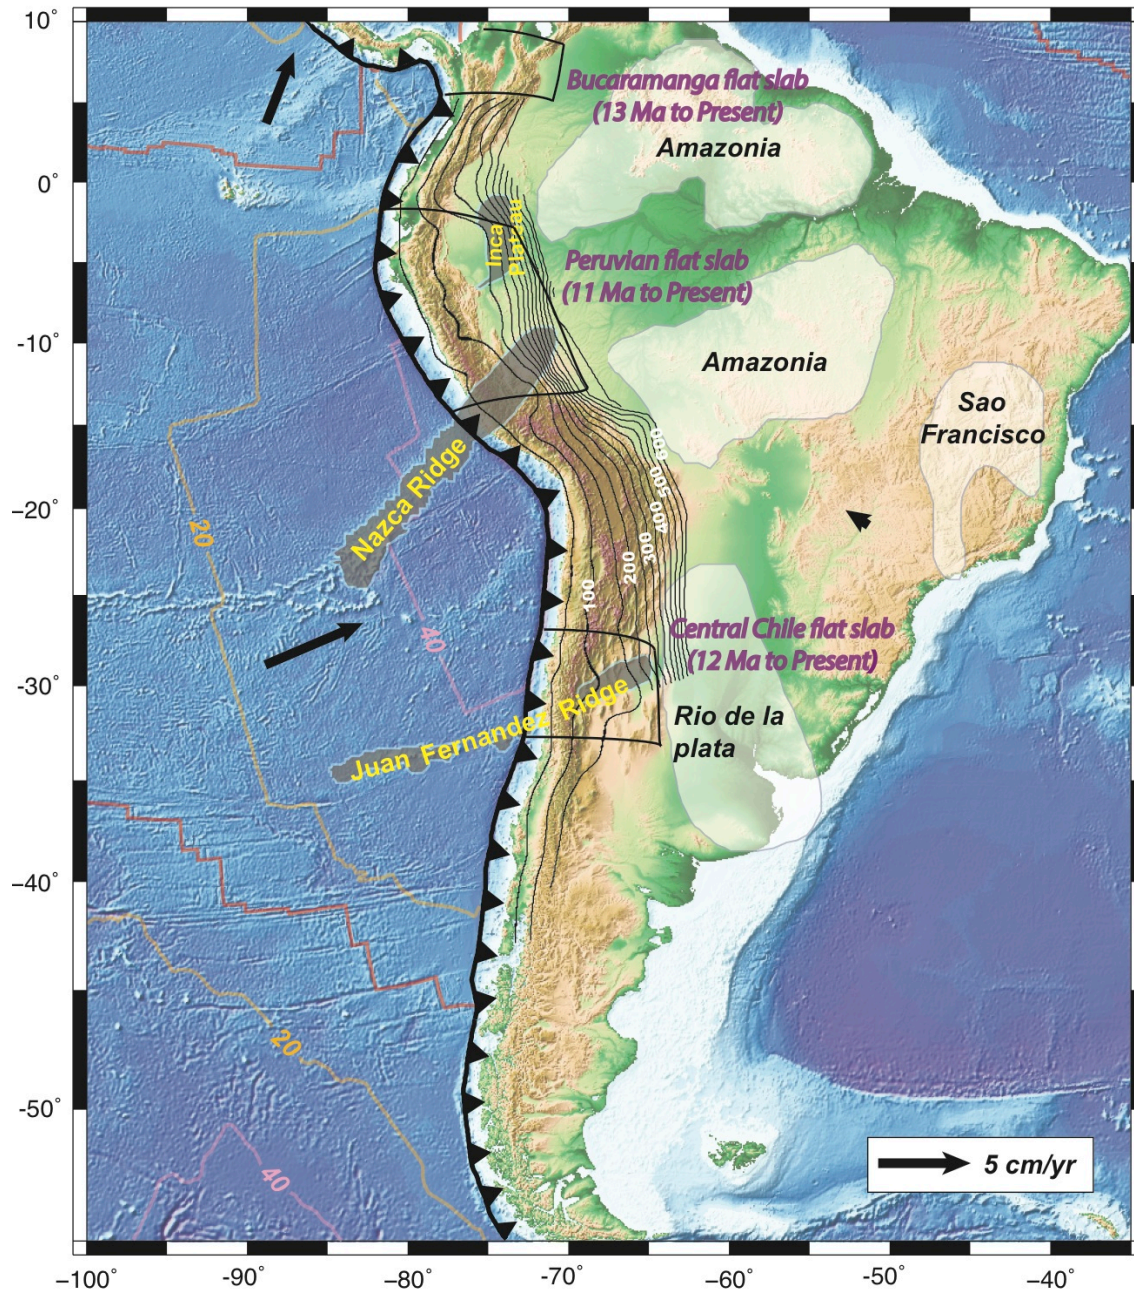 10˚
0˚
-10˚
-20˚
-30˚
-40˚
-50˚
−100˚
-90˚
-80˚
-70˚
−60˚
-50˚
−40˚
Bucaramanga flat slab
(13 Ma to Present)
Amazonia
Inca
Platzau
Peruvian flat slab
(11 Ma to Present)
Amazonia
Sao
Francisco
Nazca Ridge
20
40
100
200
300
400
500
600
Central Chile flat slab
(12 Ma to Present)
Juan Fernandez Ridge
Rio de la
plata
20
40
5 cm/yr